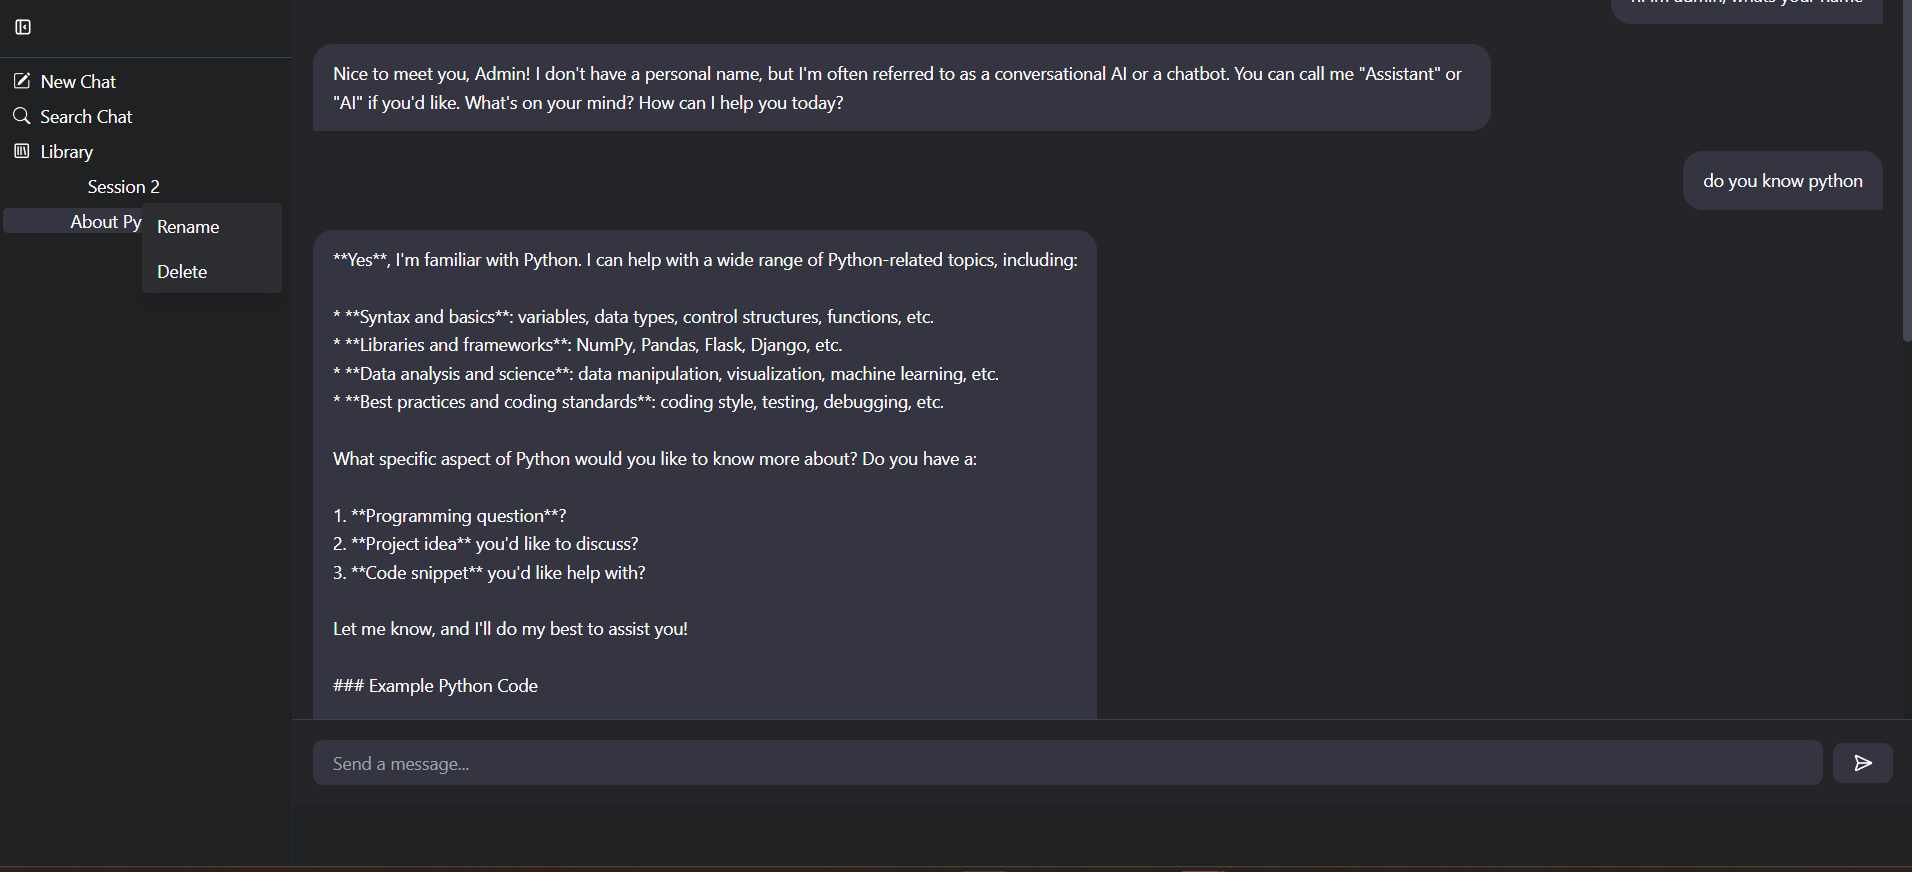 New Chat
Search Chat
Library
Session 2
About Py
Rename
Delete
Nice to meet you, Admin! I don't have a personal name, but I'm often referred to as a conversational AI or a chatbot. You can call me "Assistant" or
"AI" if you'd like. What's on your mind? How can I help you today?
do you know python
**Yes**, I'm familiar with Python. I can help with a wide range of Python-related topics, including:
* **Syntax and basics**: variables, data types, control structures, functions, etc.
* **Libraries and frameworks**: NumPy, Pandas, Flask, Django, etc.
* **Data analysis and science**: data manipulation, visualization, machine learning, etc.
* **Best practices and coding standards**: coding style, testing, debugging, etc.
What specific aspect of Python would you like to know more about? Do you have a:
1. **Programming question**?
2. **Project idea** you'd like to discuss?
3. **Code snippet** you'd like help with?
Let me know, and I'll do my best to assist you!
### Example Python Code
Send a message...